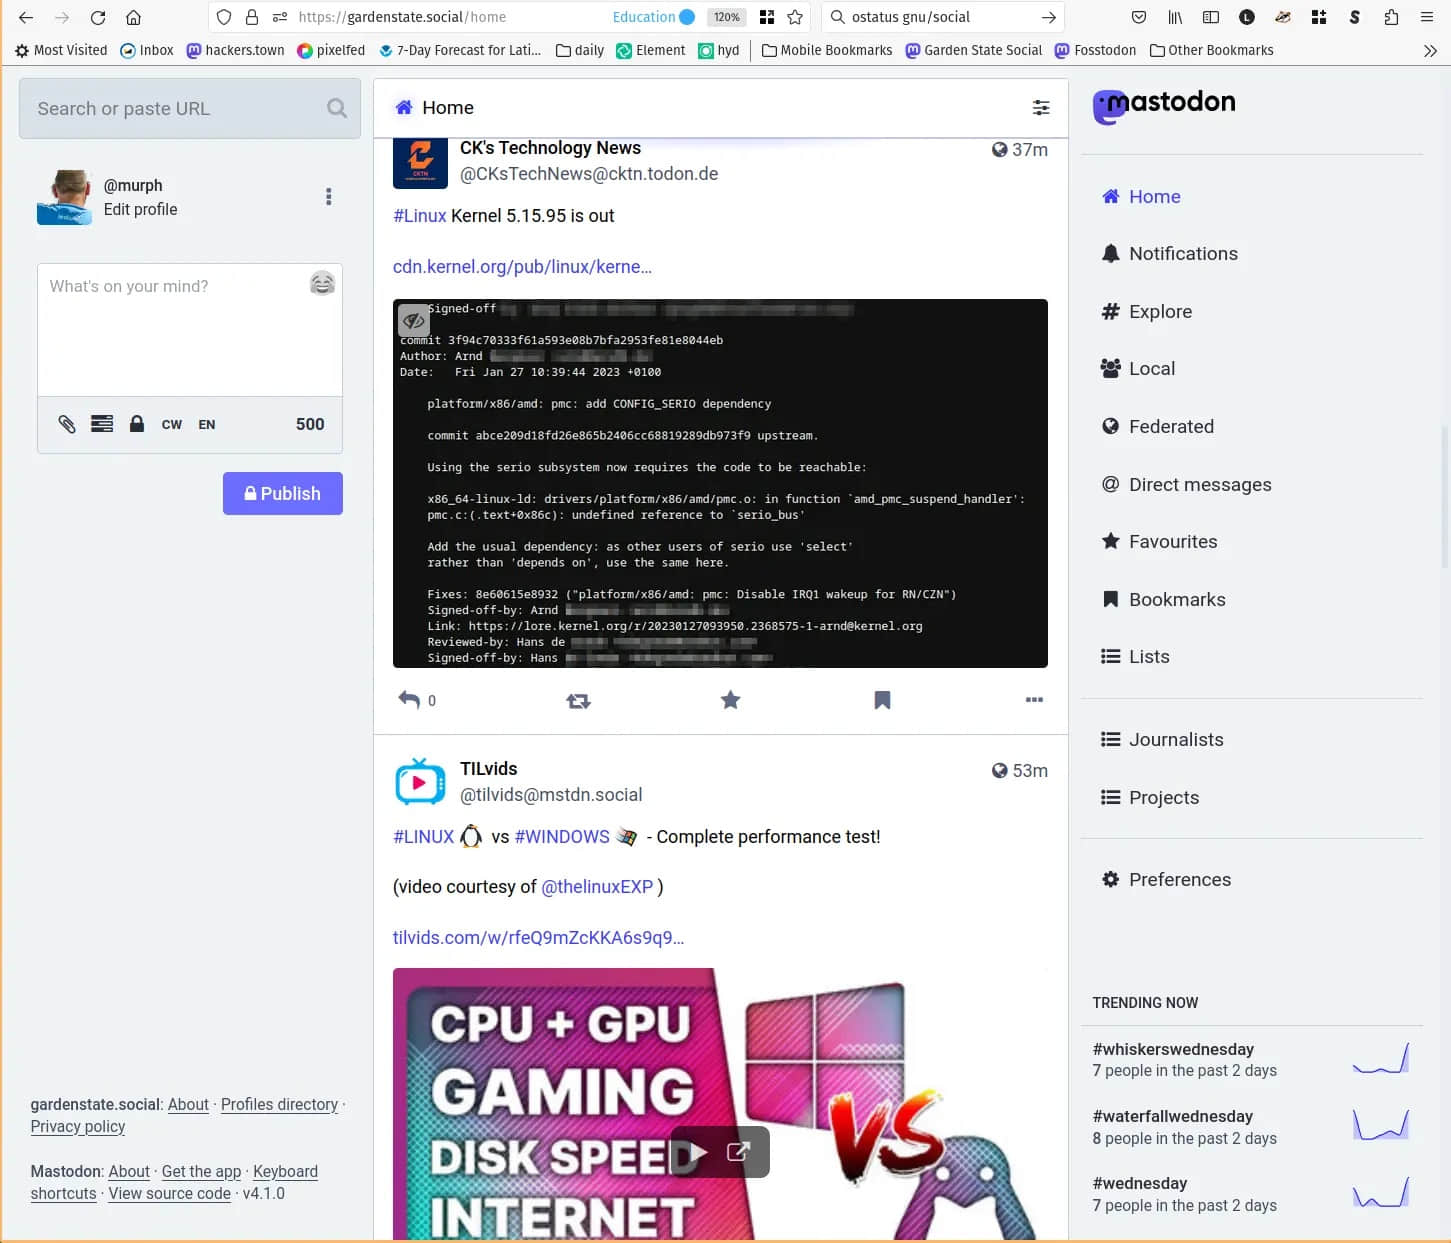 https://gardenstate.social/home
Education
120%
ostatus gnu/social
Most Visited
Inbox
hackers.town
pixelfed
7-Day Forecast for Lati...
daily
Element
hyd
Mobile Bookmarks
Garden State Social
Fosstodon
Other Bookmarks
Search or paste URL
@murph
Edit profile
What's on your mind?
CW
EN
500
Publish
gardenstate.social: About · Profiles directory ·
Privacy policy
Mastodon: About · Get the app · Keyboard
shortcuts · View source code · v4.1.0
Home
CK's Technology News
37m
@CKsTechNews@cktn.todon.de
CKTN
#Linux Kernel 5.15.95 is out
cdn.kernel.org/pub/linux/kerne…
Signed-off
commit 3f94c70333f61a593e08b7bfa2953fe81e8044eb
Author: Arnd
Date:   Fri Jan 27 10:39:44 2023 +0100
platform/x86/amd: pmc: add CONFIG_SERIO dependency
commit abce209d18fd26e865b2406cc68819289db973f9 upstream.
Using the serio subsystem now requires the code to be reachable:
x86_64-linux-ld: drivers/platform/x86/amd/pmc.o: in function `amd_pmc_suspend_handler':
pmc.c:(.text+0x86c): undefined reference to `serio_bus'
Add the usual dependency: as other users of serio use 'select'
rather than 'depends on', use the same here.
Fixes: 8e60615e8932 ("platform/x86/amd: pmc: Disable IRQ1 wakeup for RN/CZN")
Signed-off-by: Arnd
Link: https://lore.kernel.org/r/20230127093950.2368575-1-arnd@kernel.org
Reviewed-by: Hans de
Signed-off-by: Hans
0
TILvids
53m
@tilvids@mstdn.social
#LINUX 🐧 vs #WINDOWS - Complete performance test!
(video courtesy of @thelinuxEXP )
tilvids.com/w/rfeQ9mZcKKA6s9q9…
CPU + GPU
GAMING
DISK SPEED
INTERNET
VS
mastodon
Home
Notifications
Explore
Local
Federated
Direct messages
Favourites
Bookmarks
Lists
Journalists
Projects
Preferences
TRENDING NOW
#whiskerswednesday
7 people in the past 2 days
#waterfallwednesday
8 people in the past 2 days
#wednesday
7 people in the past 2 days